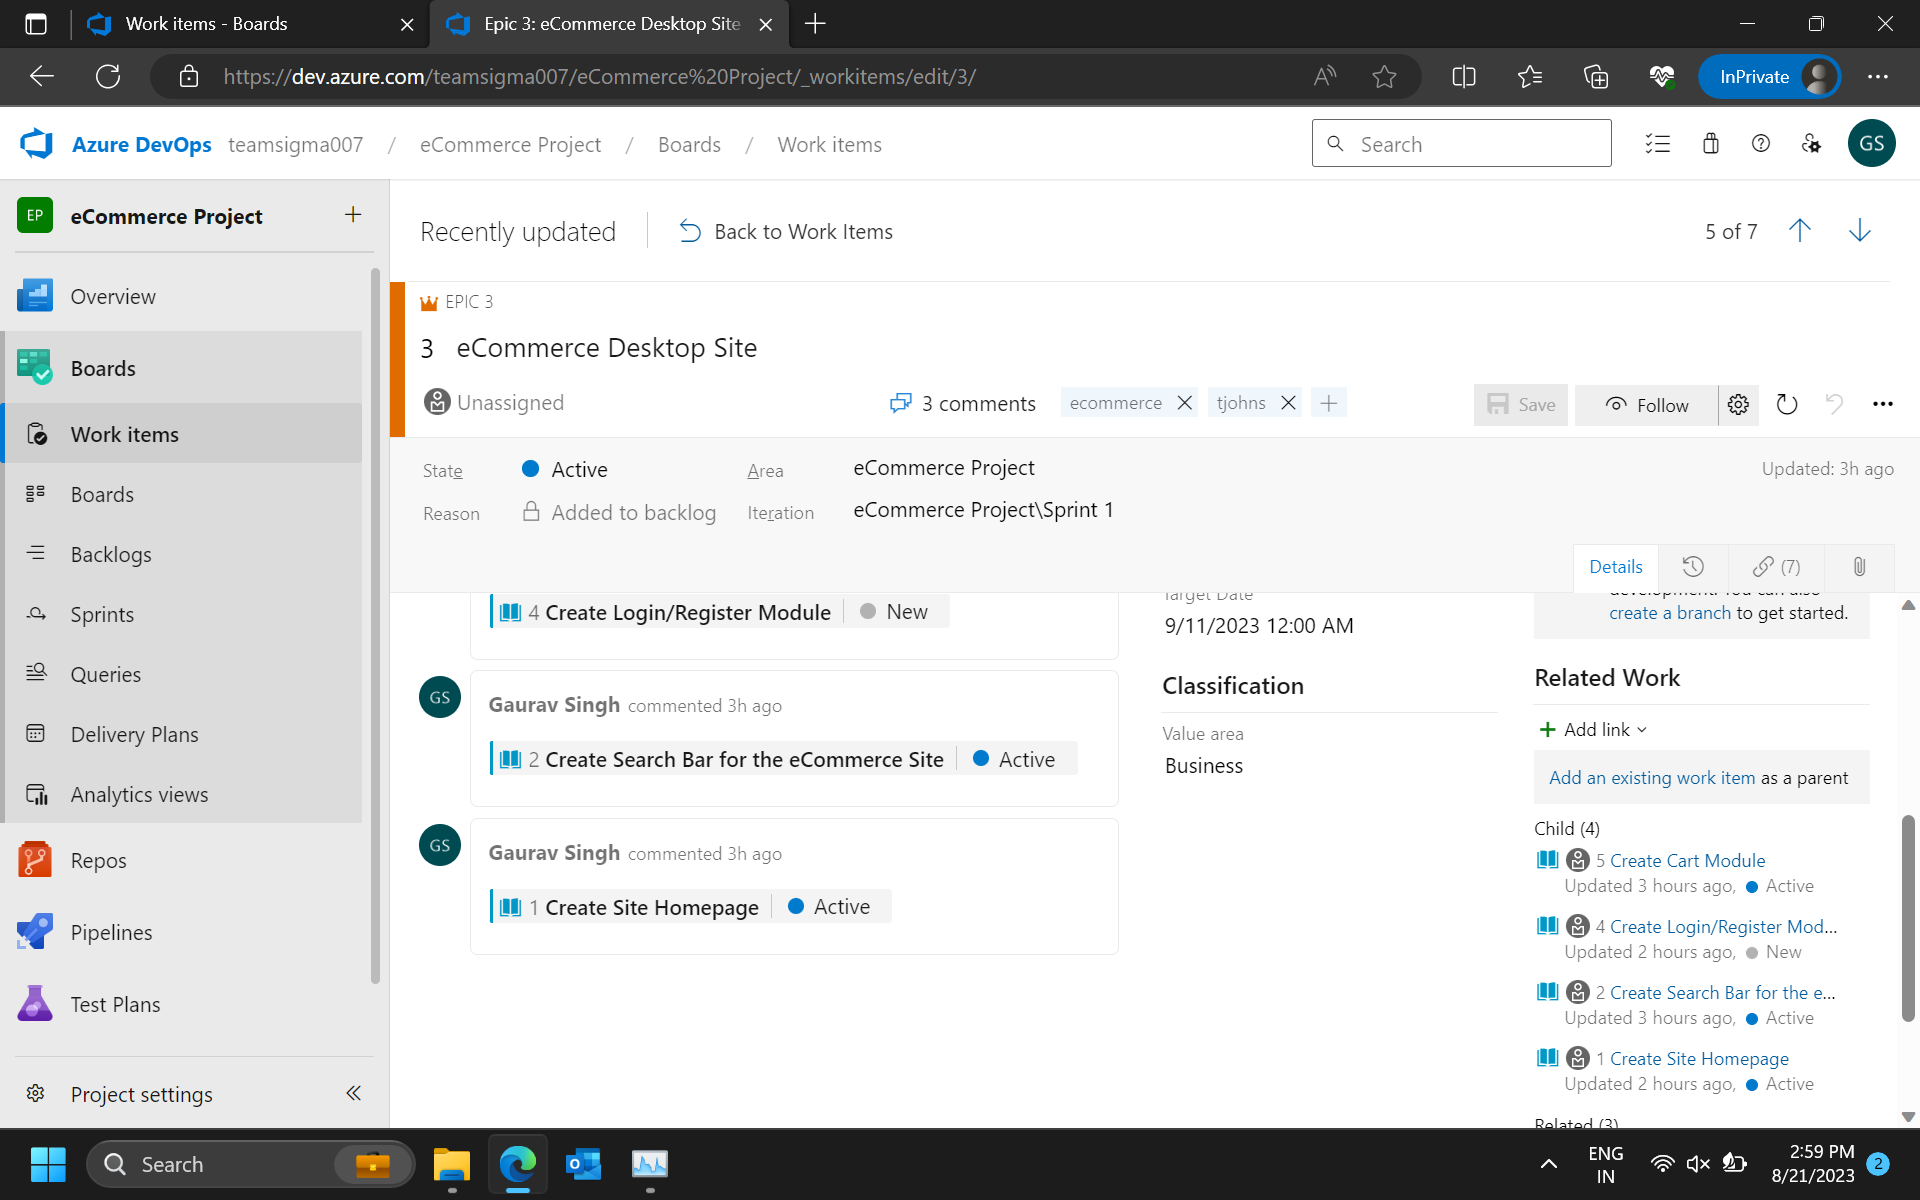 Work items - Boards
Epic 3: eCommerce Desktop Site
https://dev.azure.com/teamsigma007/eCommerce%20Project/_workitems/edit/3/
InPrivate
Azure DevOps teamsigma007 / eCommerce Project / Boards / Work items
Search
GS
EP eCommerce Project
Overview
Boards
Work items
Boards
Backlogs
Sprints
Queries
Delivery Plans
Analytics views
Repos
Pipelines
Test Plans
Project settings
Recently updated
Back to Work Items
5 of 7
EPIC 3
3 eCommerce Desktop Site
Unassigned
3 comments
ecommerce
tjohns
Save
Follow
State Active
Area eCommerce Project
Updated: 3h ago
Reason Added to backlog
Iteration eCommerce Project\Sprint 1
Details
(7)
4 Create Login/Register Module New
GS Gaurav Singh commented 3h ago
2 Create Search Bar for the eCommerce Site Active
GS Gaurav Singh commented 3h ago
1 Create Site Homepage Active
Target Date
9/11/2023 12:00 AM
Classification
Value area
Business
development. You can also
create a branch to get started.
Related Work
Add link
Add an existing work item as a parent
Child (4)
5 Create Cart Module
Updated 3 hours ago, Active
4 Create Login/Register Mod...
Updated 2 hours ago, New
2 Create Search Bar for the e...
Updated 3 hours ago, Active
1 Create Site Homepage
Updated 2 hours ago, Active
Related (3)
Search
ENG
IN
2:59 PM
8/21/2023
2